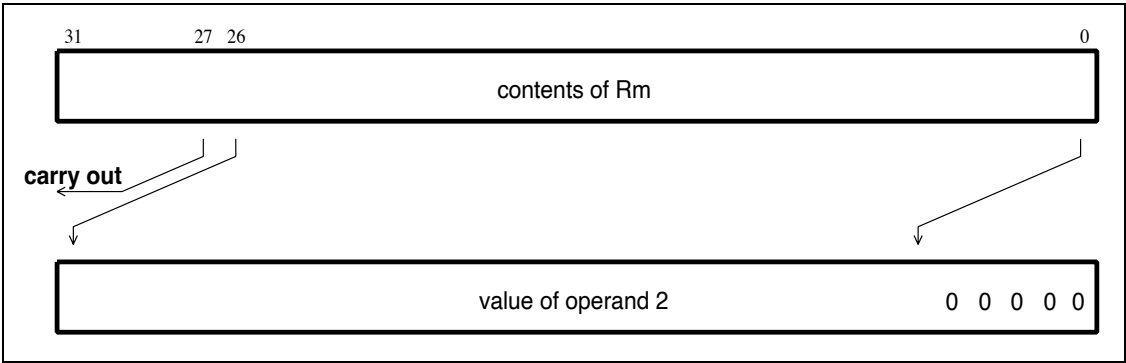 31 27 26 0
contents of Rm
carry out
value of operand 2 0 0 0 0 0